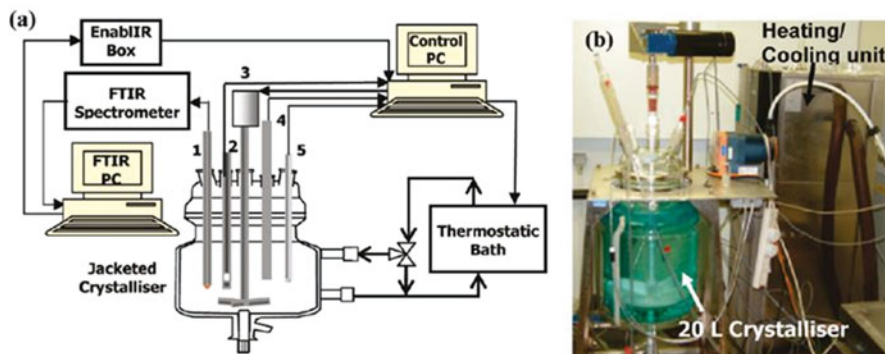 (a)
EnablIR
Box
3
Control
PC
FTIR
Spectrometer
4
1
2
5
FTIR
PC
Thermostatic
Bath
Jacketed
Crystalliser
(b)
Heating/
Cooling unit
20 L Crystalliser